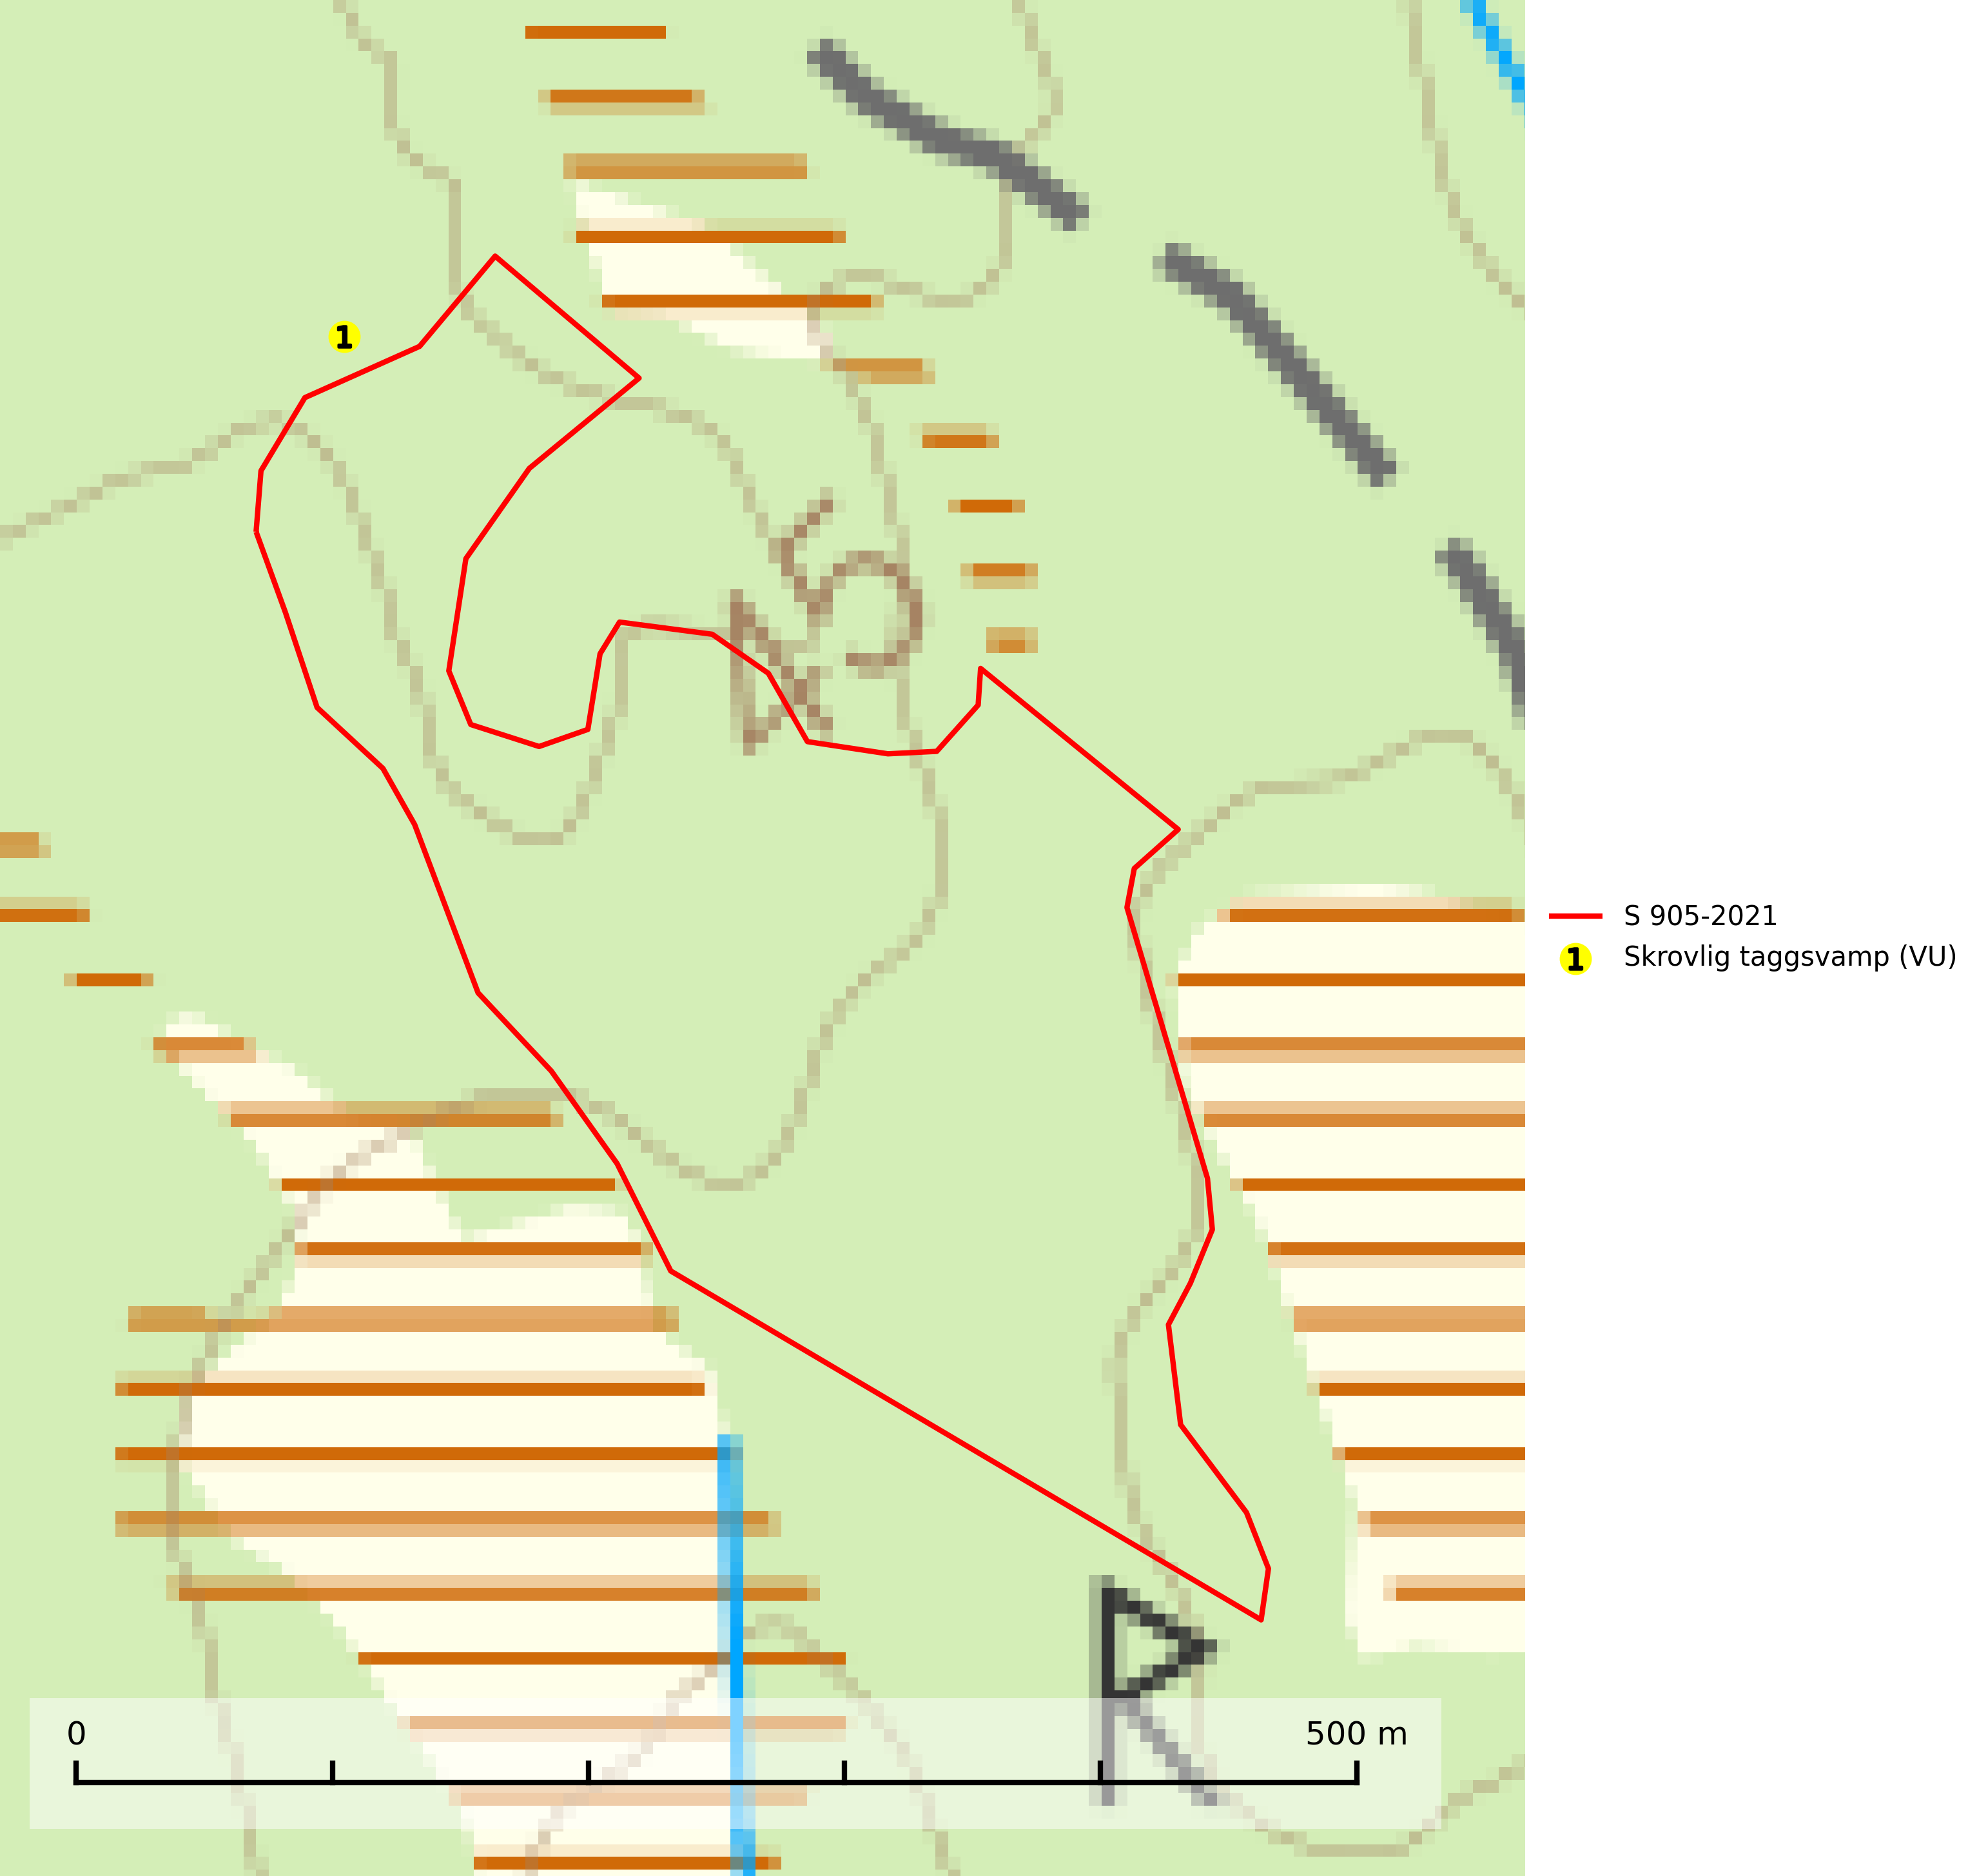 1
R
S 905-2021
1 Skrovlig taggsvamp (VU)
0 500 m